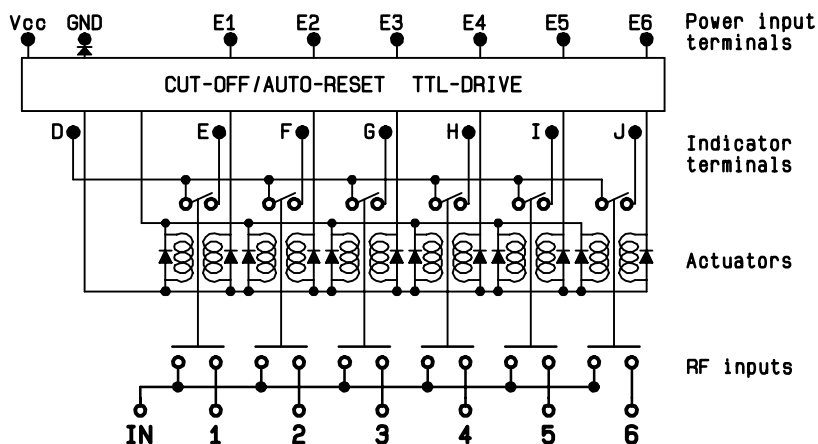 Vcc GND E1 E2 E3 E4 E5 E6 Power input
terminals
CUT-OFF/AUTO-RESET TTL-DRIVE
D E F G H I J Indicator
terminals
Actuators
RF inputs
IN 1 2 3 4 5 6